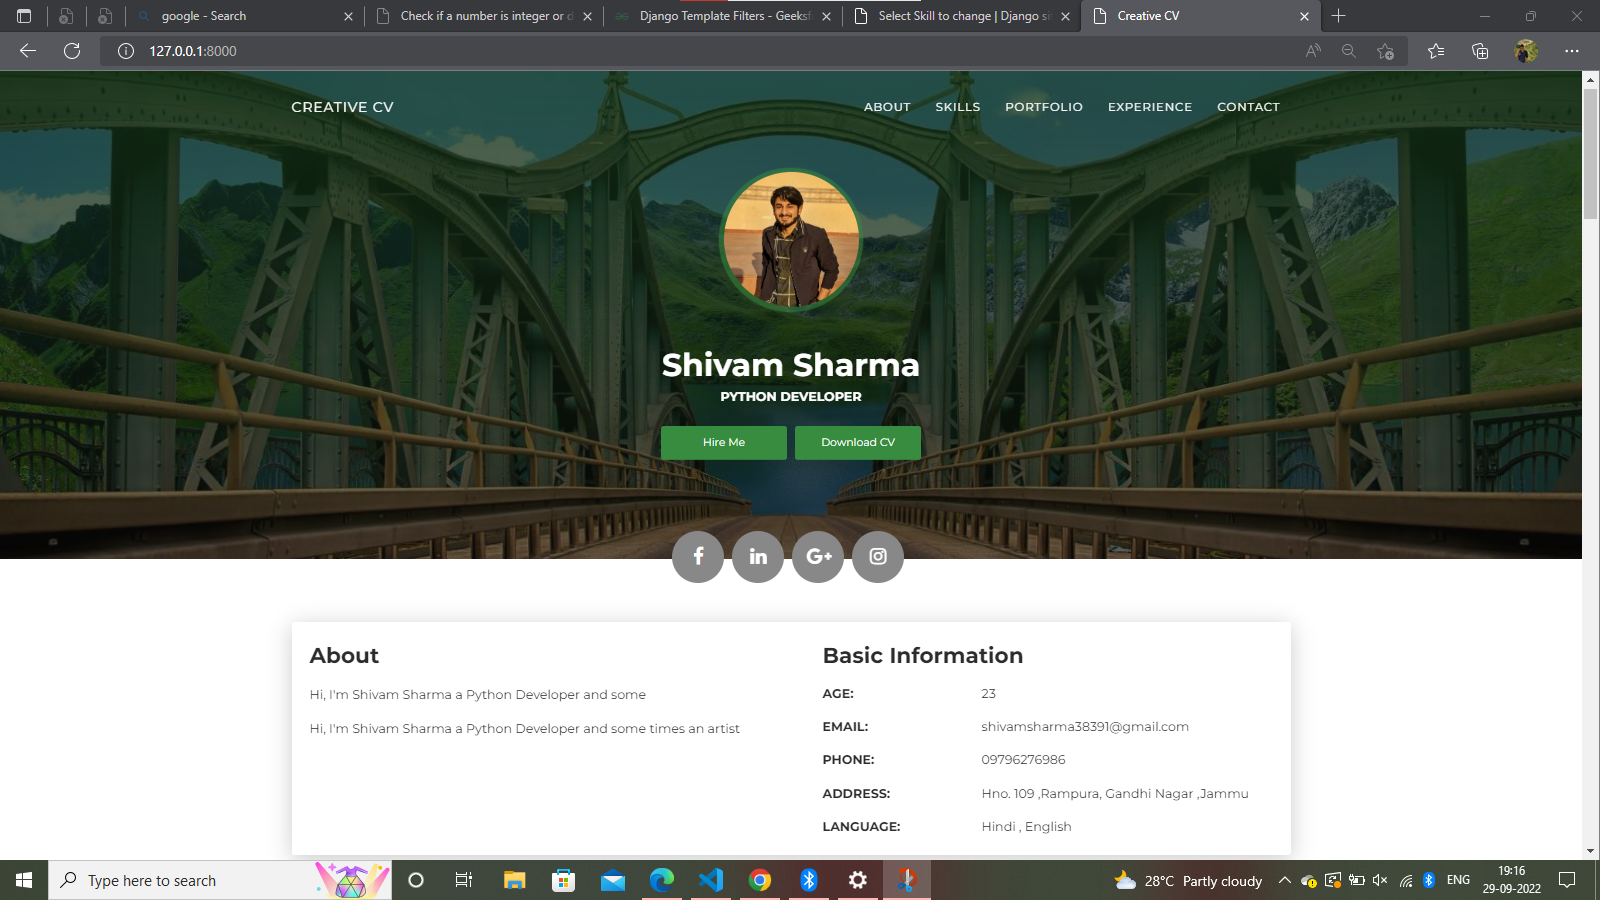 google - Search
Check if a number is integer or d
Django Template Filters - Geeksf
Select Skill to change | Django si
Creative CV
127.0.0.1:8000
CREATIVE CV
ABOUT
SKILLS
PORTFOLIO
EXPERIENCE
CONTACT
Shivam Sharma
PYTHON DEVELOPER
Hire Me
Download CV
About
Hi, I'm Shivam Sharma a Python Developer and some
Hi, I'm Shivam Sharma a Python Developer and some times an artist
Basic Information
AGE: 23
EMAIL: shivamsharma38391@gmail.com
PHONE: 09796276986
ADDRESS: Hno. 109 ,Rampura, Gandhi Nagar ,Jammu
LANGUAGE: Hindi , English
Type here to search
28°C Partly cloudy
ENG
19:16
29-09-2022